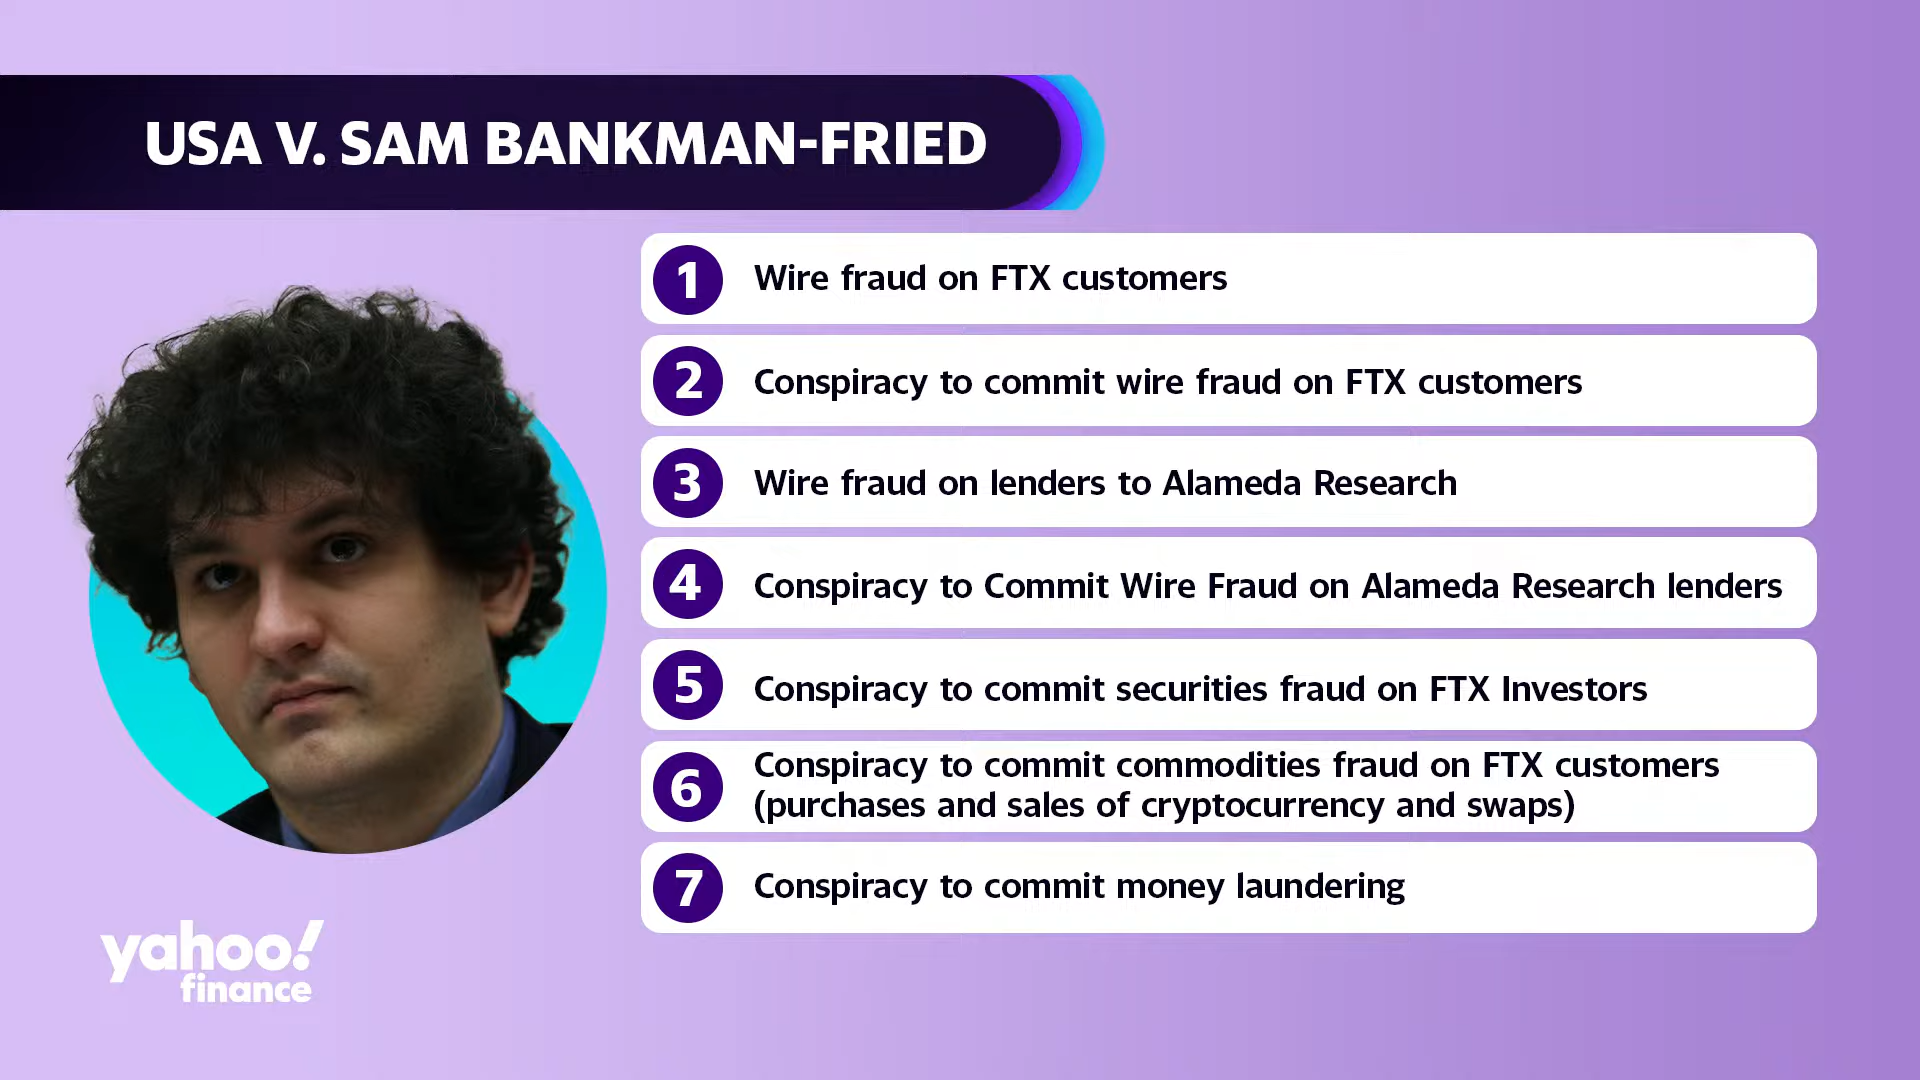 USA V. SAM BANKMAN-FRIED
1 Wire fraud on FTX customers
2 Conspiracy to commit wire fraud on FTX customers
3 Wire fraud on lenders to Alameda Research
4 Conspiracy to Commit Wire Fraud on Alameda Research lenders
5 Conspiracy to commit securities fraud on FTX Investors
6 Conspiracy to commit commodities fraud on FTX customers
(purchases and sales of cryptocurrency and swaps)
7 Conspiracy to commit money laundering
yahoo!
finance